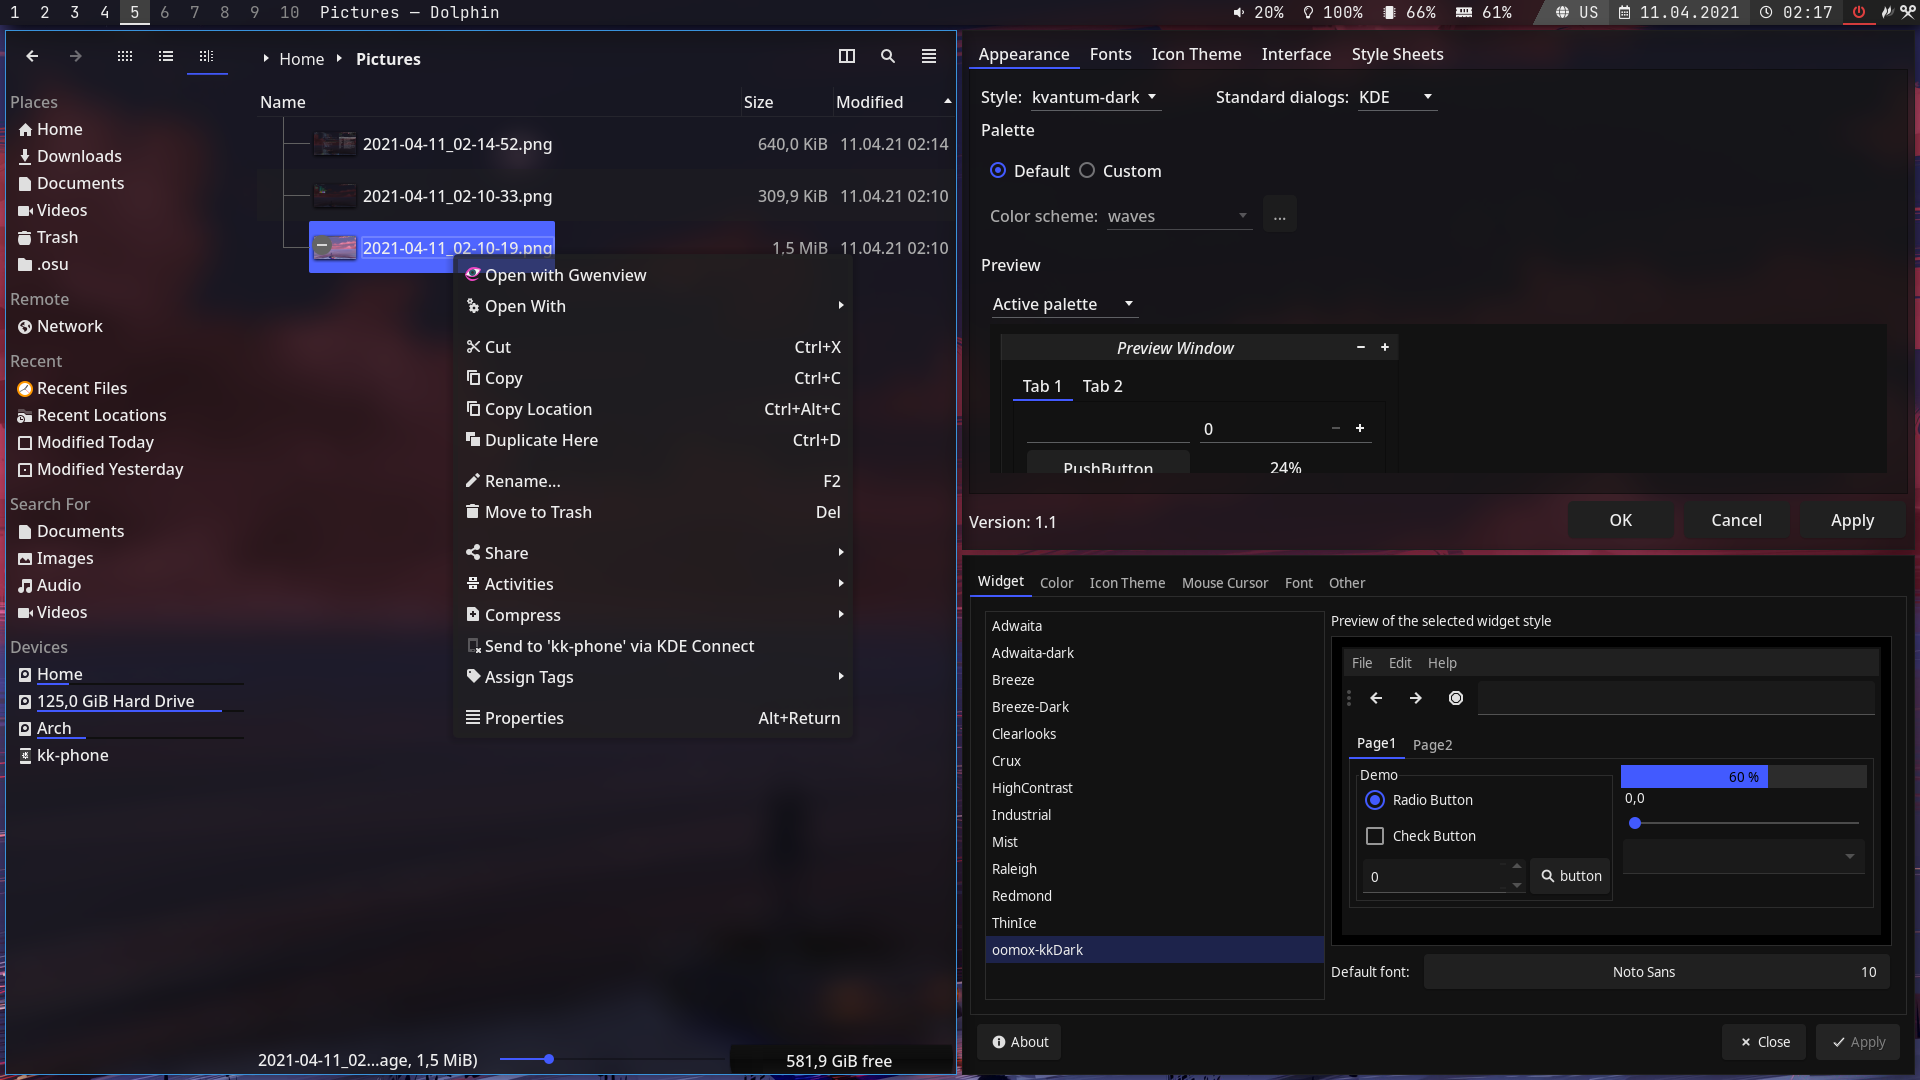 1 2 3 4 5 6 7 8 9 10 Pictures — Dolphin
20% 100% 66% 61% US 11.04.2021 02:17
Home Pictures
Places
Home
Downloads
Documents
Videos
Trash
.osu
Remote
Network
Recent
Recent Files
Recent Locations
Modified Today
Modified Yesterday
Search For
Documents
Images
Audio
Videos
Devices
Home
125,0 GiB Hard Drive
Arch
kk-phone
Name Size Modified
2021-04-11_02-14-52.png 640,0 KiB 11.04.21 02:14
2021-04-11_02-10-33.png 309,9 KiB 11.04.21 02:10
2021-04-11_02-10-19.png 1,5 MiB 11.04.21 02:10
Open with Gwenview
Open With
Cut Ctrl+X
Copy Ctrl+C
Copy Location Ctrl+Alt+C
Duplicate Here Ctrl+D
Rename... F2
Move to Trash Del
Share
Activities
Compress
Send to 'kk-phone' via KDE Connect
Assign Tags
Properties Alt+Return
2021-04-11_02...age, 1,5 MiB)
581,9 GiB free
Appearance Fonts Icon Theme Interface Style Sheets
Style: kvantum-dark Standard dialogs: KDE
Palette
Default Custom
Color scheme: waves ...
Preview
Active palette
Preview Window
Tab 1 Tab 2
0
PushButton 24%
Version: 1.1
OK Cancel Apply
Widget Color Icon Theme Mouse Cursor Font Other
Adwaita
Adwaita-dark
Breeze
Breeze-Dark
Clearlooks
Crux
HighContrast
Industrial
Mist
Raleigh
Redmond
ThinIce
oomox-kkDark
Preview of the selected widget style
File Edit Help
Page1 Page2
Demo
Radio Button
Check Button
0
button
60 %
0,0
Default font: Noto Sans 10
About
Close Apply